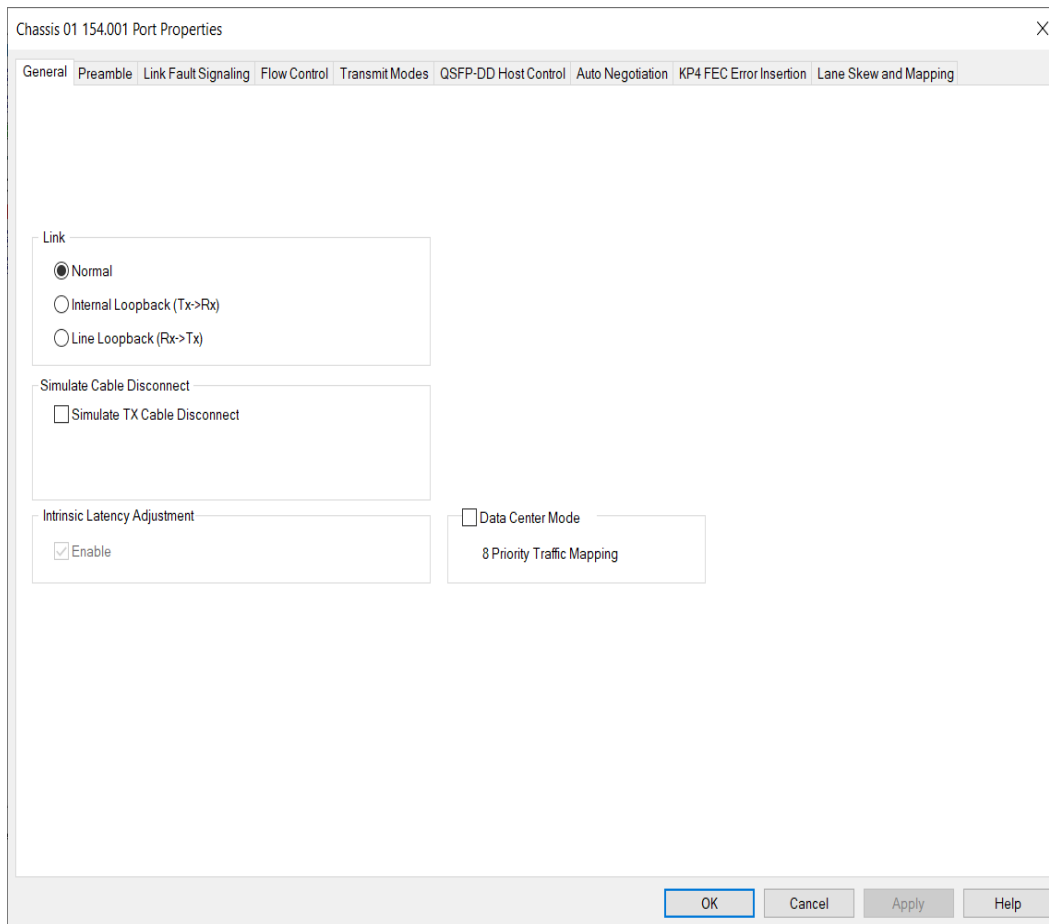 Chassis 01 154.001 Port Properties
General Preamble Link Fault Signaling Flow Control Transmit Modes QSFP-DD Host Control Auto Negotiation KP4 FEC Error Insertion Lane Skew and Mapping
Link
Normal
Internal Loopback (Tx->Rx)
Line Loopback (Rx->Tx)
Simulate Cable Disconnect
Simulate TX Cable Disconnect
Intrinsic Latency Adjustment
Enable
Data Center Mode
8 Priority Traffic Mapping
OK Cancel Apply Help